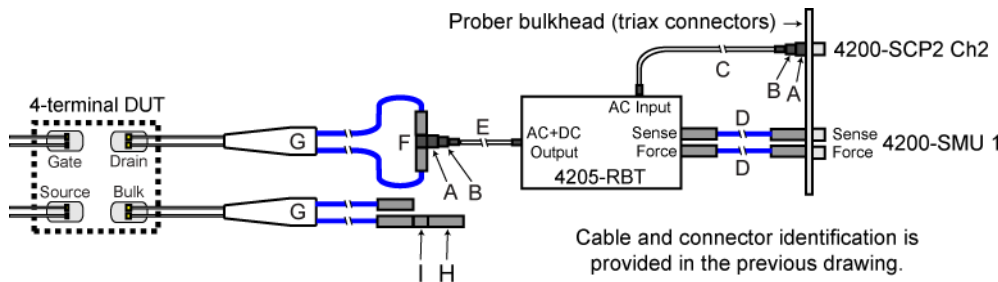 Prober bulkhead (triax connectors) →
4200-SCP2 Ch2
C
B
A
4-terminal DUT
AC Input
G
F
E
AC+DC
Output
Sense
Force
D
D
Sense
Force
4200-SMU 1
Gate
Drain
4205-RBT
A
B
Source
Bulk
G
I
H
Cable and connector identification is
provided in the previous drawing.